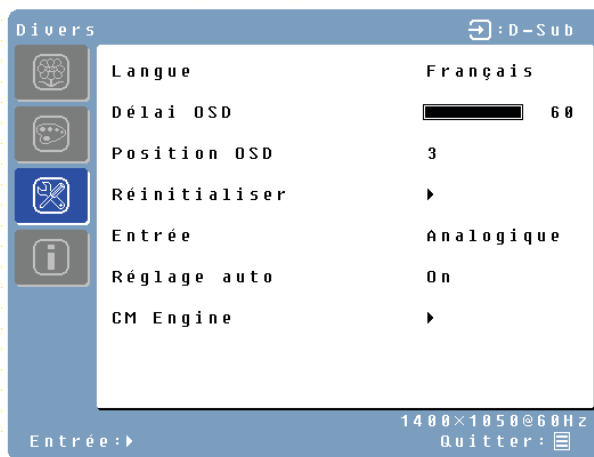 Divers :D-Sub
Langue Français
Délai OSD 60
Position OSD 3
Réinitialiser
Entrée Analogique
Réglage auto On
CM Engine
1400×1050@60Hz
Entrée: Quitter: